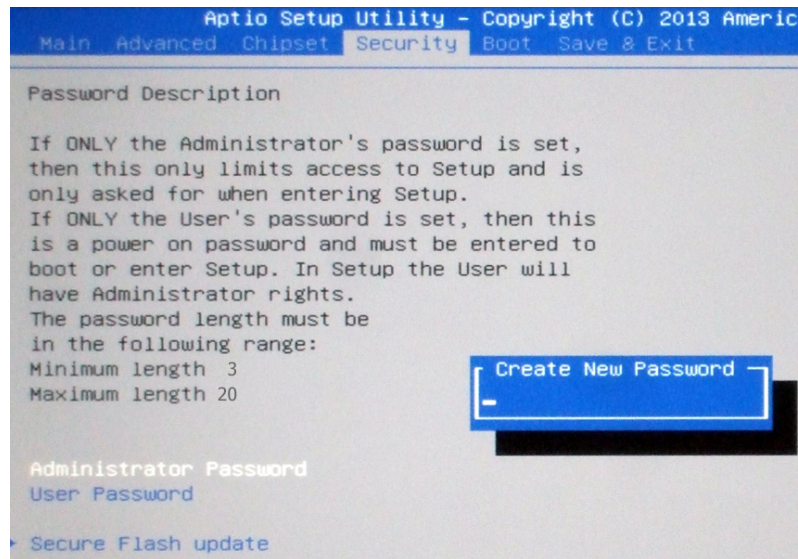 Aptio Setup Utility – Copyright (C) 2013 Americ
Main Advanced Chipset Security Boot Save & Exit
Password Description
If ONLY the Administrator's password is set,
then this only limits access to Setup and is
only asked for when entering Setup.
If ONLY the User's password is set, then this
is a power on password and must be entered to
boot or enter Setup. In Setup the User will
have Administrator rights.
The password length must be
in the following range:
Minimum length 3
Maximum length 20
Create New Password
Administrator Password
User Password
Secure Flash update